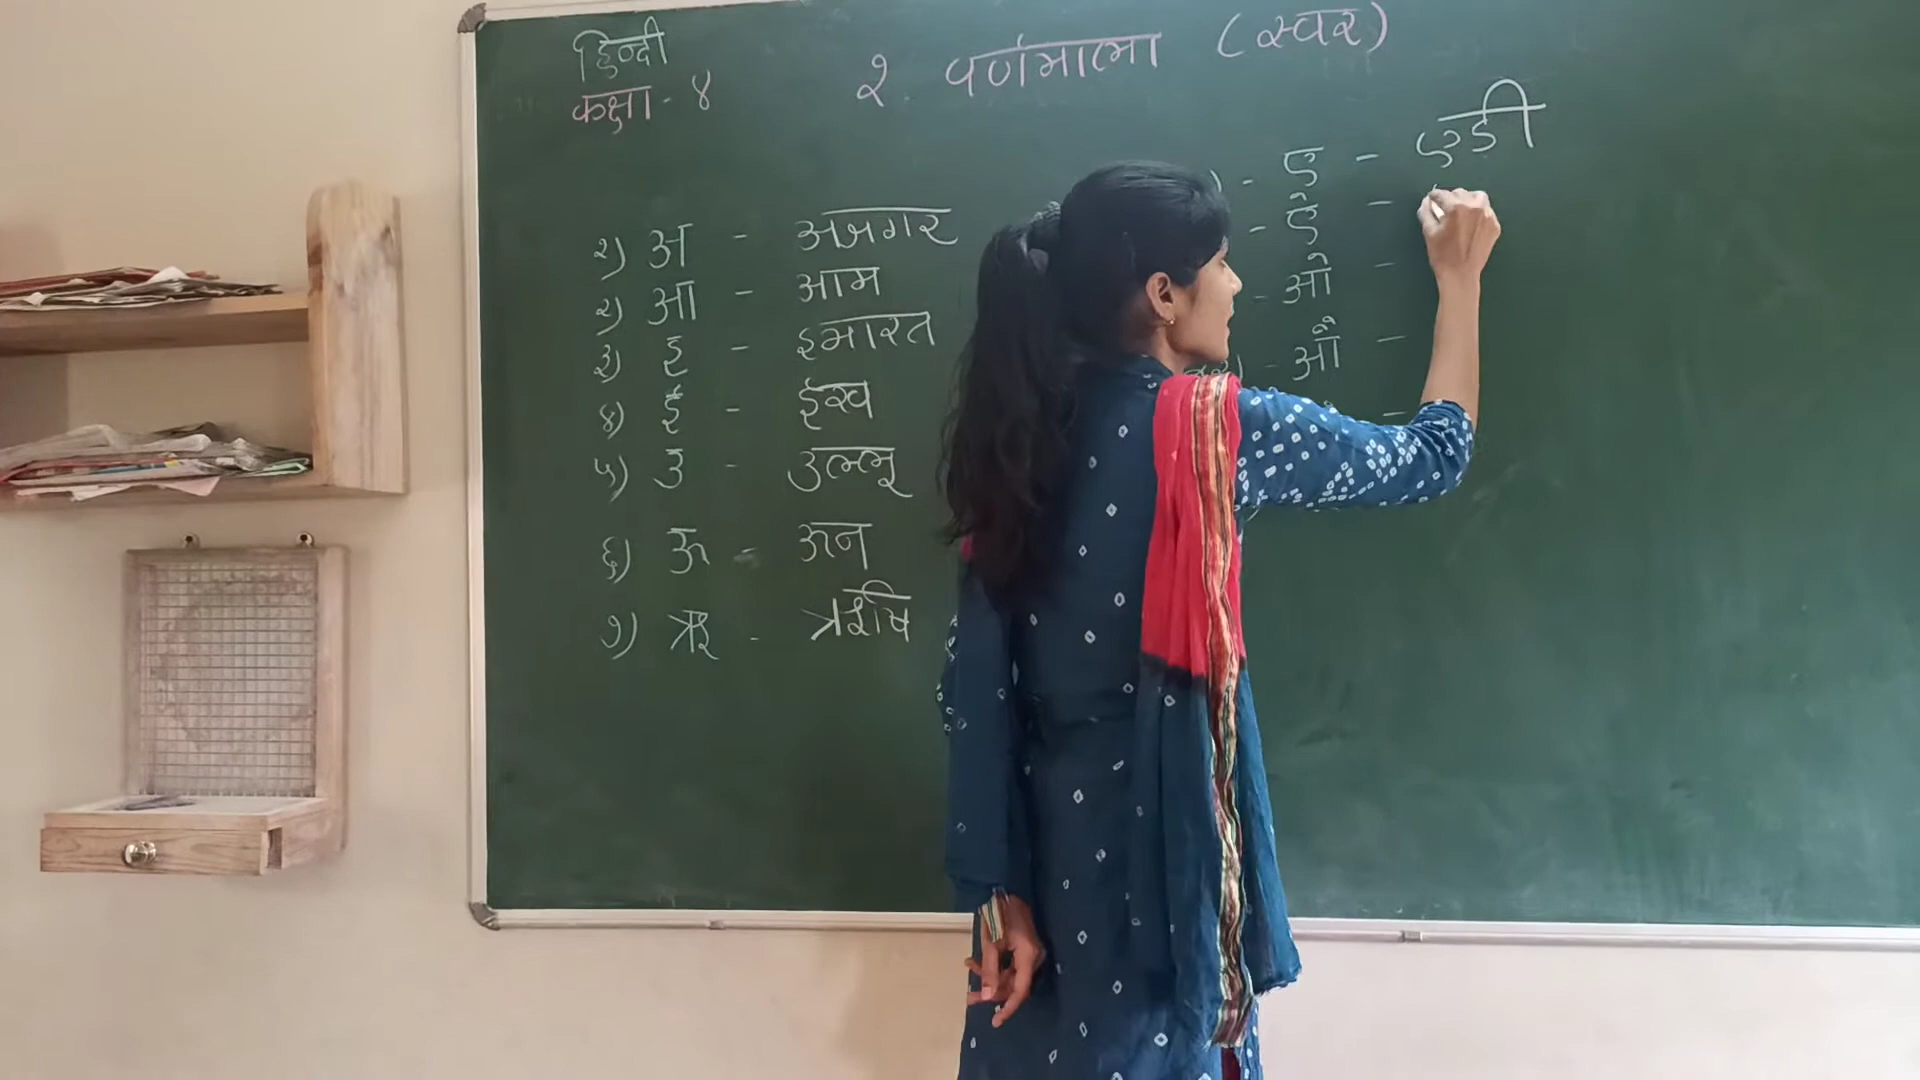 हिन्दी
कक्षा - ४
२. वर्णमाला (स्वर)
१) अ - अजगर
२) आ - आम
३) इ - इमारत
४) ई - ईख
५) उ - उल्लू
६) ऊ - ऊन
७) ऋ - ऋषि
) - ए - एडी
- ऐ -
- ओ -
) - औ -
-